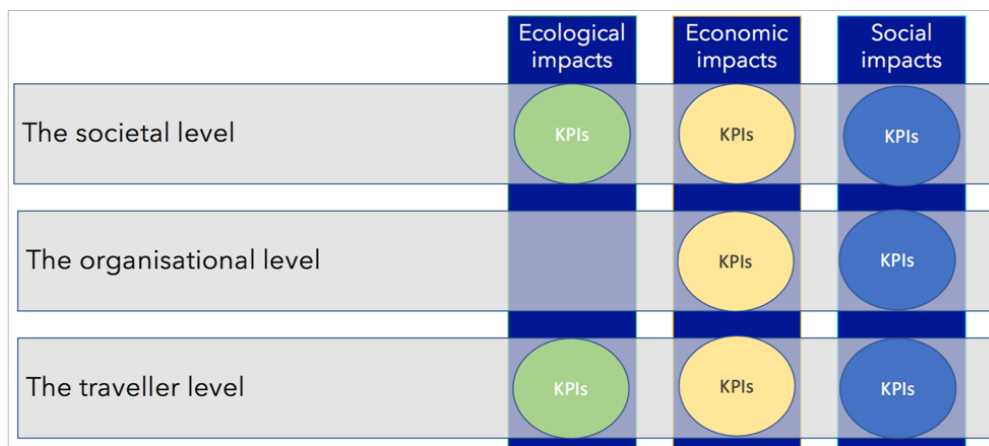 Ecological
impacts
Economic
impacts
Social
impacts
The societal level
KPIs
KPIs
KPIs
The organisational level
KPIs
KPIs
The traveller level
KPIs
KPIs
KPIs